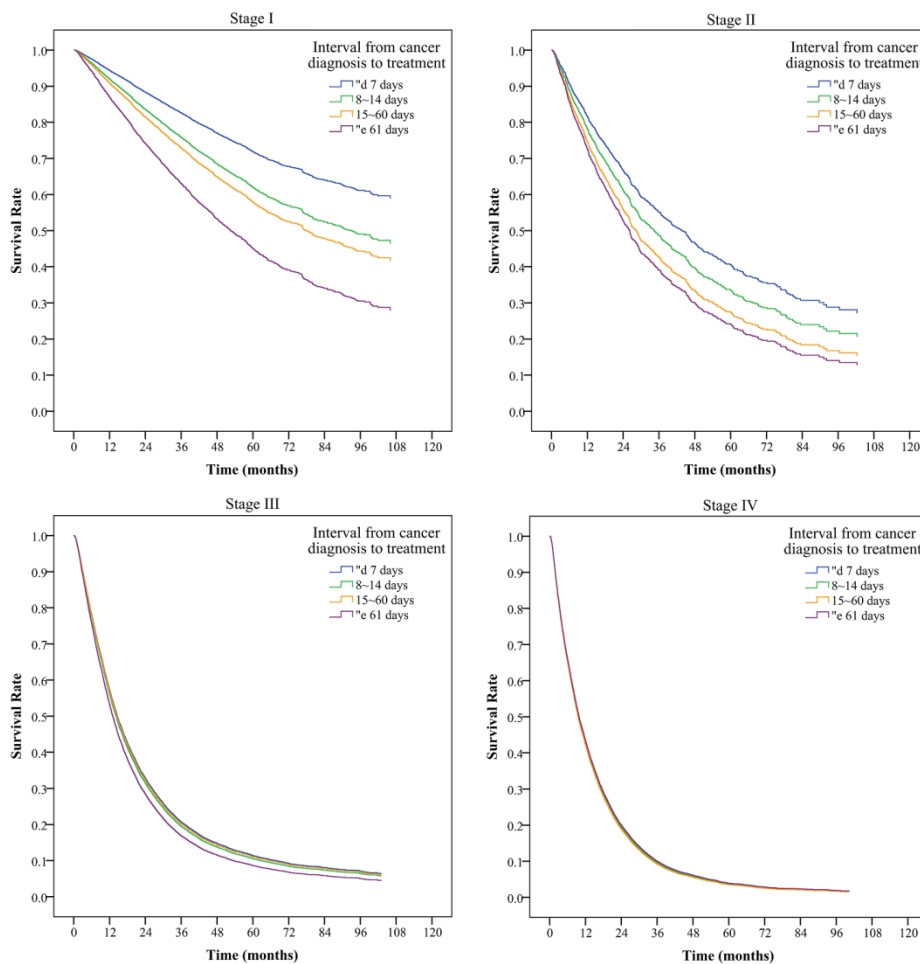 Stage I
Interval from cancer
diagnosis to treatment
"d 7 days
8~14 days
15~60 days
"e 61 days
1.0
0.9
0.8
0.7
0.6
0.5
0.4
0.3
0.2
0.1
0.0
Survival Rate
0 12 24 36 48 60 72 84 96 108 120
Time (months)
Stage II
Interval from cancer
diagnosis to treatment
"d 7 days
8~14 days
15~60 days
"e 61 days
1.0
0.9
0.8
0.7
0.6
0.5
0.4
0.3
0.2
0.1
0.0
Survival Rate
0 12 24 36 48 60 72 84 96 108 120
Time (months)
Stage III
Interval from cancer
diagnosis to treatment
"d 7 days
8~14 days
15~60 days
"e 61 days
1.0
0.9
0.8
0.7
0.6
0.5
0.4
0.3
0.2
0.1
0.0
Survival Rate
0 12 24 36 48 60 72 84 96 108 120
Time (months)
Stage IV
Interval from cancer
diagnosis to treatment
"d 7 days
8~14 days
15~60 days
"e 61 days
1.0
0.9
0.8
0.7
0.6
0.5
0.4
0.3
0.2
0.1
0.0
Survival Rate
0 12 24 36 48 60 72 84 96 108 120
Time (months)